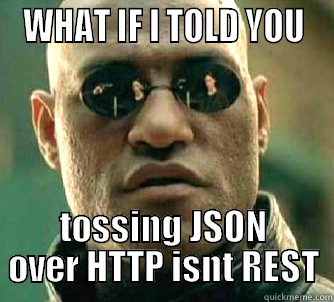 WHAT IF I TOLD YOU
tossing JSON
over HTTP isnt REST
quickmeme.com